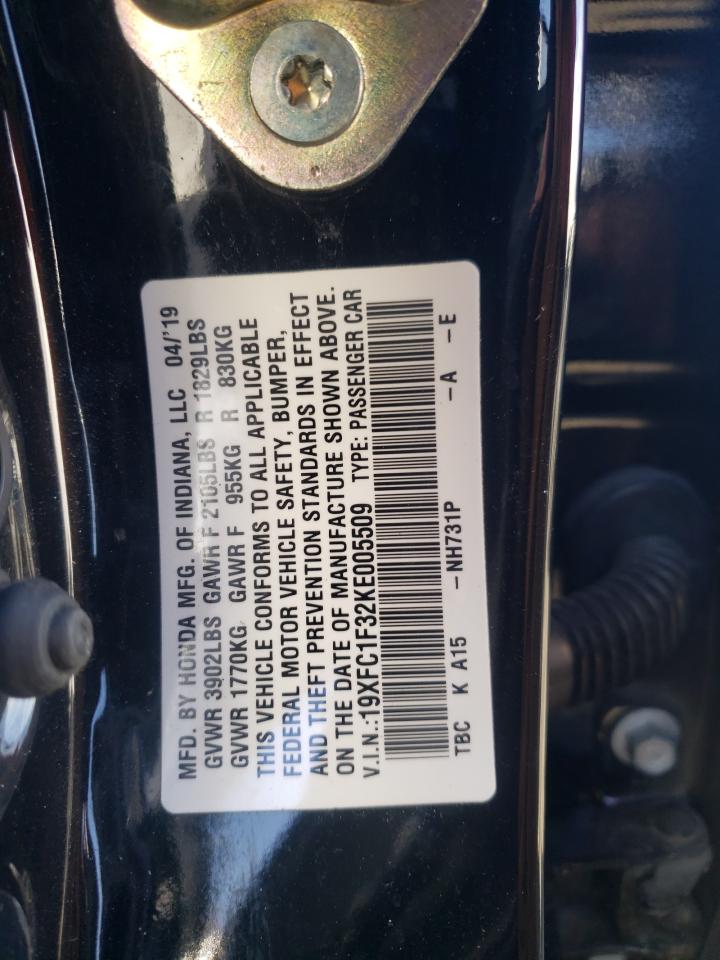 MFD. BY HONDA MFG. OF INDIANA, LLC 04/'19
GVWR 3902LBS GAWR F 2105LBS R 1829LBS
GVWR 1770KG GAWR F 955KG R 830KG
THIS VEHICLE CONFORMS TO ALL APPLICABLE
FEDERAL MOTOR VEHICLE SAFETY, BUMPER,
AND THEFT PREVENTION STANDARDS IN EFFECT
ON THE DATE OF MANUFACTURE SHOWN ABOVE.
V.I.N.:19XFC1F32KE005509 TYPE: PASSENGER CAR
TBC K A15 -NH731P -A -E